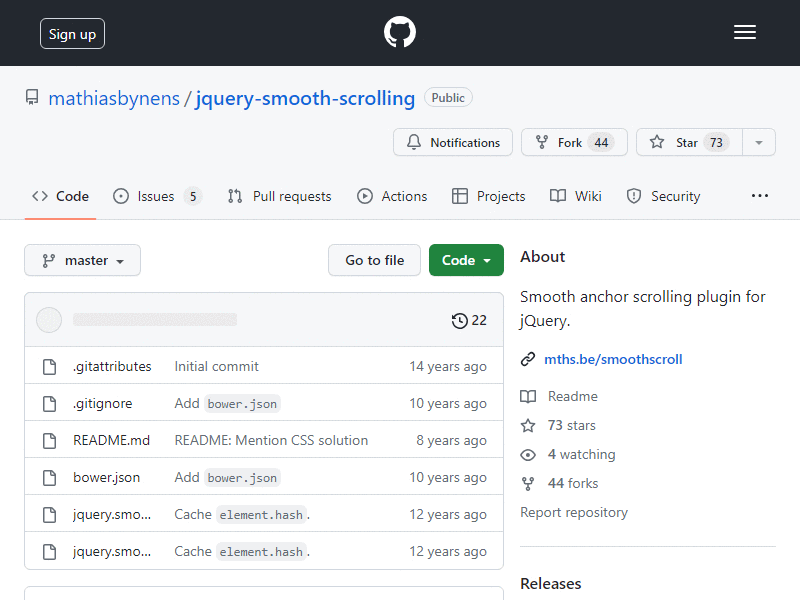 Sign up
mathiasbynens / jquery-smooth-scrolling Public
Notifications Fork 44 Star 73
Code Issues 5 Pull requests Actions Projects Wiki Security
master Go to file Code
22
.gitattributes Initial commit 14 years ago
.gitignore Add bower.json 10 years ago
README.md README: Mention CSS solution 8 years ago
bower.json Add bower.json 10 years ago
jquery.smo... Cache element.hash. 12 years ago
jquery.smo... Cache element.hash. 12 years ago
About
Smooth anchor scrolling plugin for
jQuery.
mths.be/smoothscroll
Readme
73 stars
4 watching
44 forks
Report repository
Releases